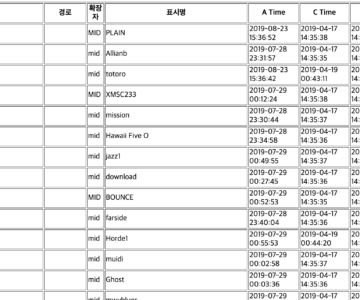 경로 확장자 표시명 A Time C Time
MID PLAIN 2019-08-23 15:36:52 2019-04-17 14:35:38
mid Allianb 2019-07-28 23:31:57 2019-04-17 14:35:35
mid totoro 2019-08-23 15:36:42 2019-04-19 00:43:11
MID XMSC233 2019-07-29 00:12:24 2019-04-17 14:35:38
mid mission 2019-07-28 23:30:44 2019-04-17 14:35:37
mid Hawaii Five O 2019-07-28 23:34:58 2019-04-17 14:35:36
mid jazz1 2019-07-29 00:49:55 2019-04-17 14:35:37
mid download 2019-07-29 00:27:45 2019-04-17 14:35:36
MID BOUNCE 2019-07-29 00:52:53 2019-04-17 14:35:35
mid farside 2019-07-28 23:40:04 2019-04-17 14:35:36
mid Horde1 2019-07-29 00:55:53 2019-04-19 00:44:20
mid muidi 2019-07-29 00:02:58 2019-04-17 14:35:37
mid Ghost 2019-07-29 00:03:36 2019-04-17 14:35:36
2019-07-29 2019-04-17